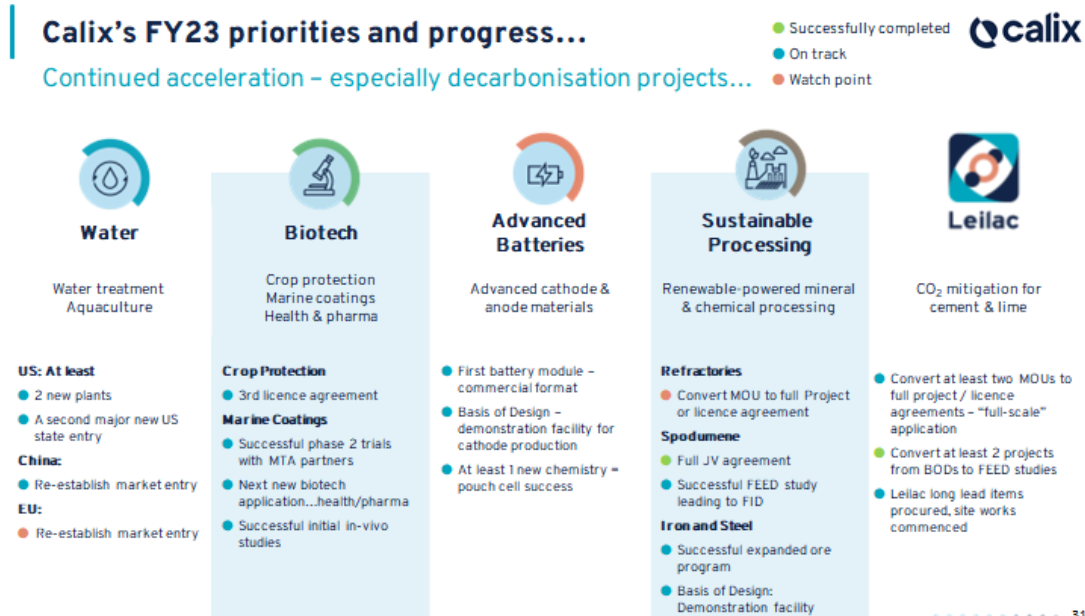 Calix’s FY23 priorities and progress...
Continued acceleration – especially decarbonisation projects...
Successfully completed
On track
Watch point
calix
Water
Water treatment
Aquaculture
US: At least
2 new plants
A second major new US
state entry
China:
Re-establish market entry
EU:
Re-establish market entry
Biotech
Crop protection
Marine coatings
Health & pharma
Crop Protection
3rd licence agreement
Marine Coatings
Successful phase 2 trials
with MTA partners
Next new biotech
application...health/pharma
Successful initial in-vivo
studies
Advanced
Batteries
Advanced cathode &
anode materials
First battery module –
commercial format
Basis of Design –
demonstration facility for
cathode production
At least 1 new chemistry =
pouch cell success
Sustainable
Processing
Renewable-powered mineral
& chemical processing
Refractories
Convert MOU to full Project
or licence agreement
Spodumene
Full JV agreement
Successful FEED study
leading to FID
Iron and Steel
Successful expanded ore
program
Basis of Design:
Demonstration facility
Leilac
CO₂ mitigation for
cement & lime
Convert at least two MOUs to
full project / licence
agreements – “full-scale”
application
Convert at least 2 projects
from BODs to FEED studies
Leilac long lead items
procured, site works
commenced
31